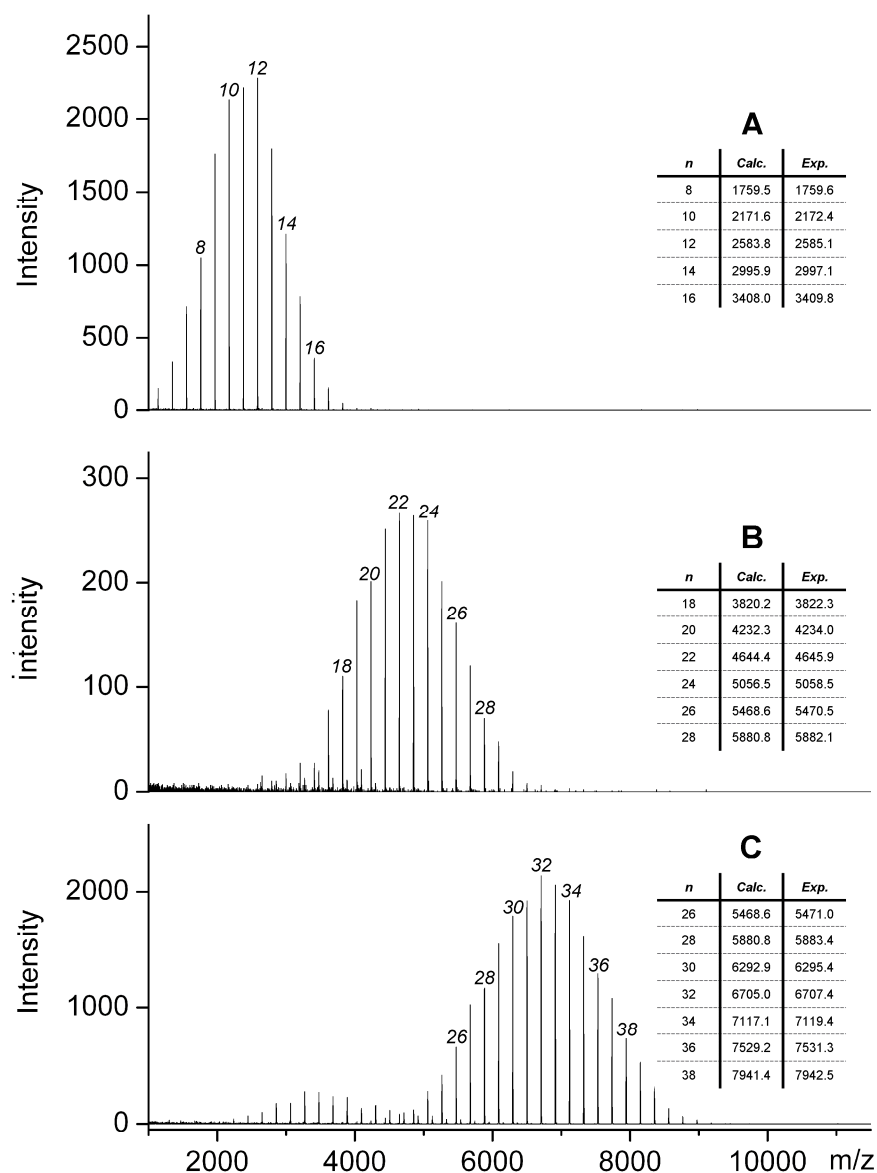 2500
2000
1500
1000
500
0
Intensity
8
10
12
14
16
A
n Calc. Exp.
8 1759.5 1759.6
10 2171.6 2172.4
12 2583.8 2585.1
14 2995.9 2997.1
16 3408.0 3409.8
300
200
100
0
intensity
18
20
22
24
26
28
B
n Calc. Exp.
18 3820.2 3822.3
20 4232.3 4234.0
22 4644.4 4645.9
24 5056.5 5058.5
26 5468.6 5470.5
28 5880.8 5882.1
2000
1000
0
Intensity
26
28
30
32
34
36
38
C
n Calc. Exp.
26 5468.6 5471.0
28 5880.8 5883.4
30 6292.9 6295.4
32 6705.0 6707.4
34 7117.1 7119.4
36 7529.2 7531.3
38 7941.4 7942.5
2000 4000 6000 8000 10000 m/z